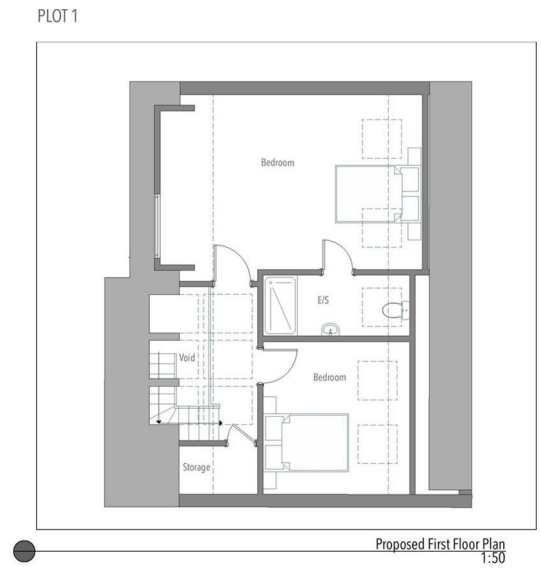 PLOT 1
Bedroom
E/S
Void
Bedroom
Storage
Proposed First Floor Plan
1:50